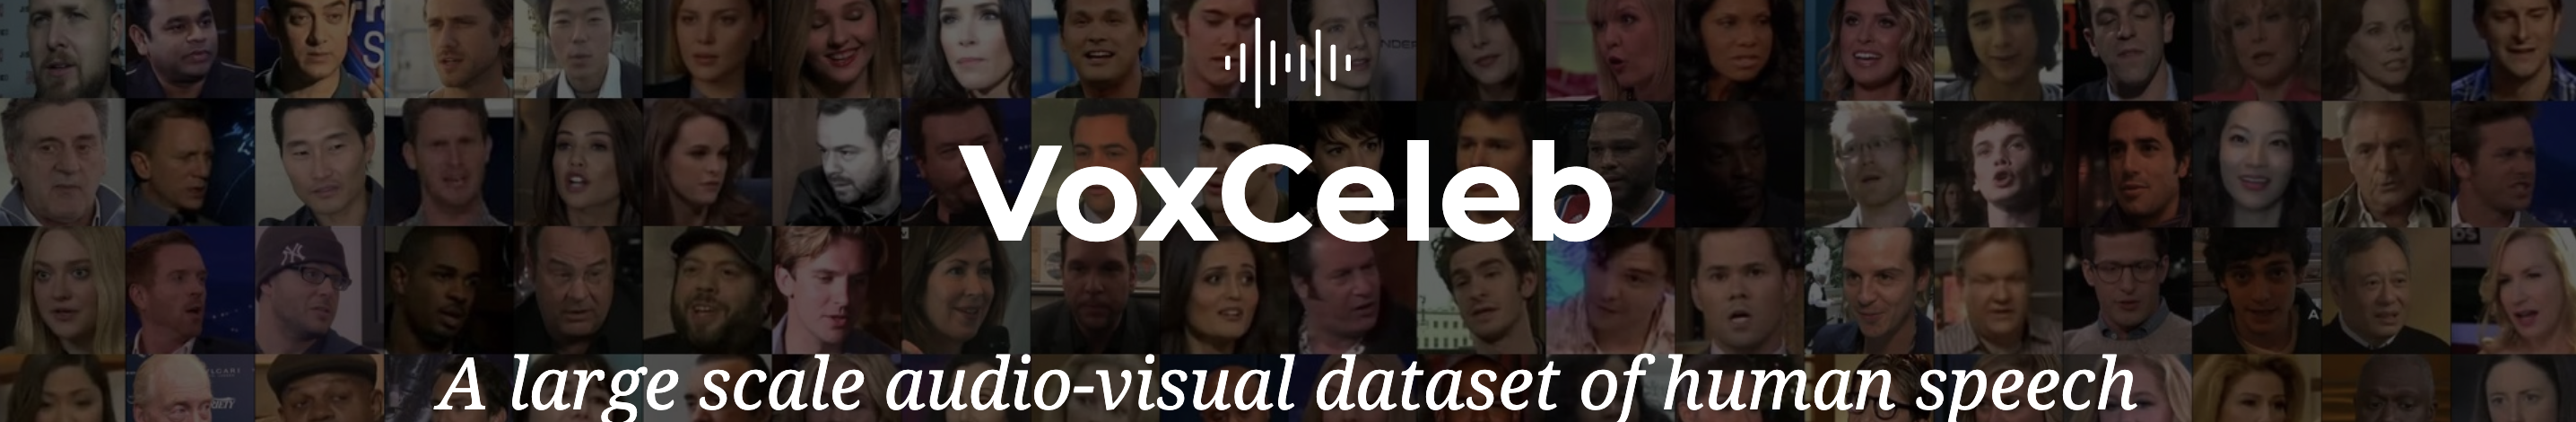 VoxCeleb
A large scale audio-visual dataset of human speech